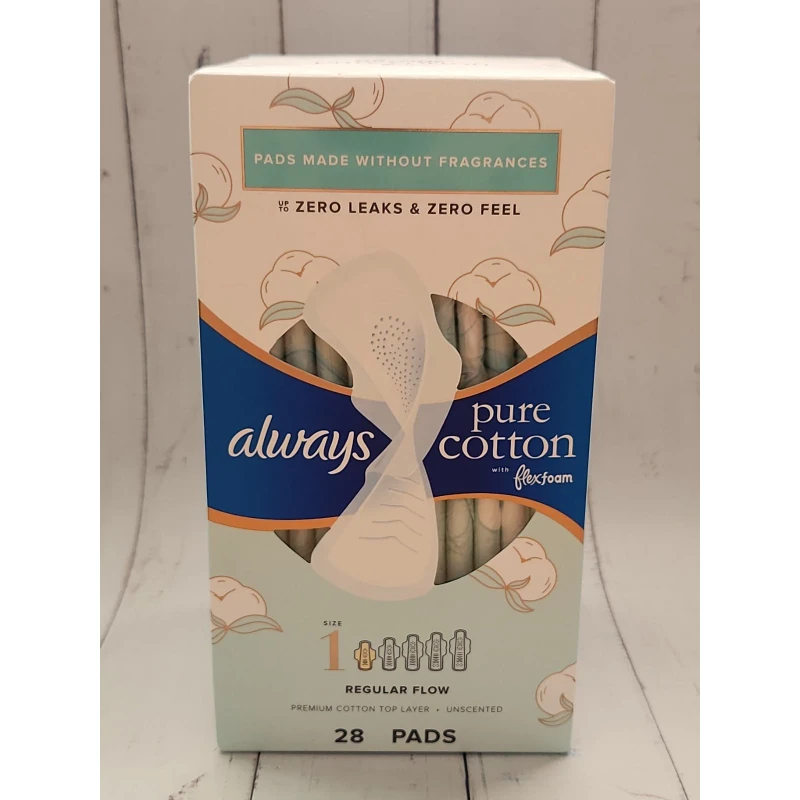 PADS MADE WITHOUT FRAGRANCES
UP TO ZERO LEAKS & ZERO FEEL
always
pure
cotton
with flexfoam
SIZE
1
REGULAR FLOW
PREMIUM COTTON TOP LAYER • UNSCENTED
28 PADS